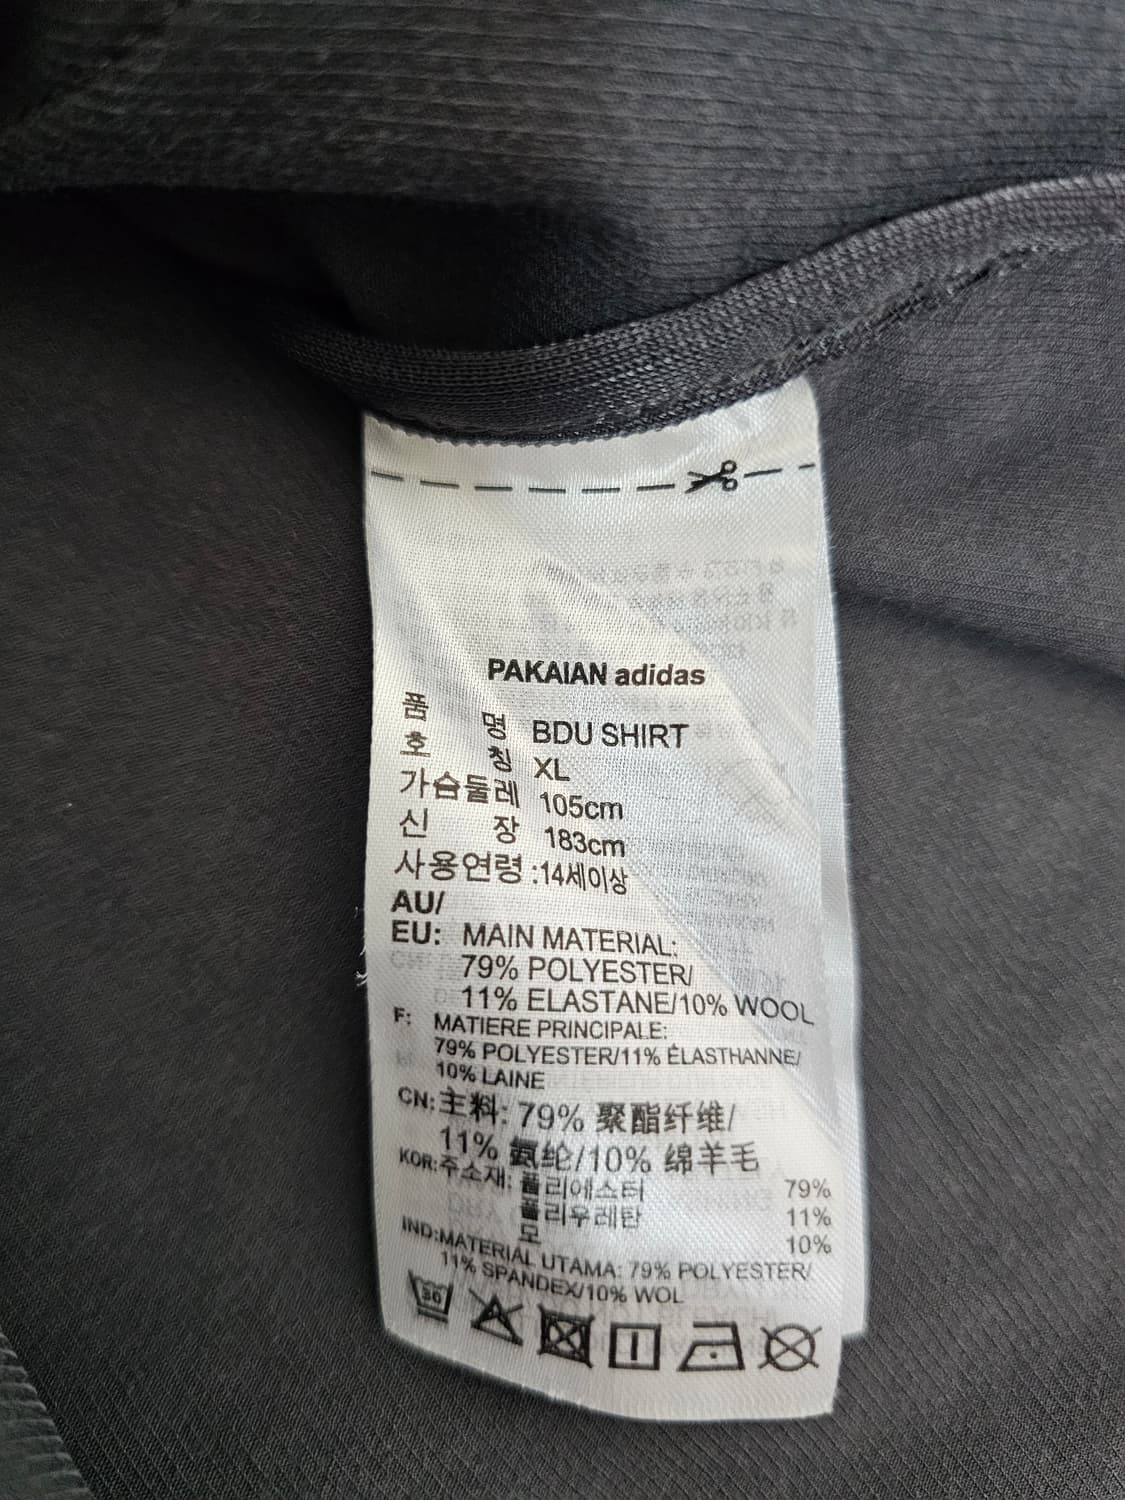 PAKAIAN adidas
품 명 BDU SHIRT
호 칭 XL
가슴둘레 105cm
신 장 183cm
사용연령 :14세이상
AU/
EU: MAIN MATERIAL:
79% POLYESTER/
11% ELASTANE/10% WOOL
F: MATIERE PRINCIPALE:
79% POLYESTER/11% ÉLASTHANNE/
10% LAINE
CN:主料: 79% 聚酯纤维/
11% 氨纶/10% 绵羊毛
KOR:주소재: 폴리에스터 79%
폴리우레탄 11%
모 10%
IND:MATERIAL UTAMA: 79% POLYESTER/
11% SPANDEX/10% WOL
30